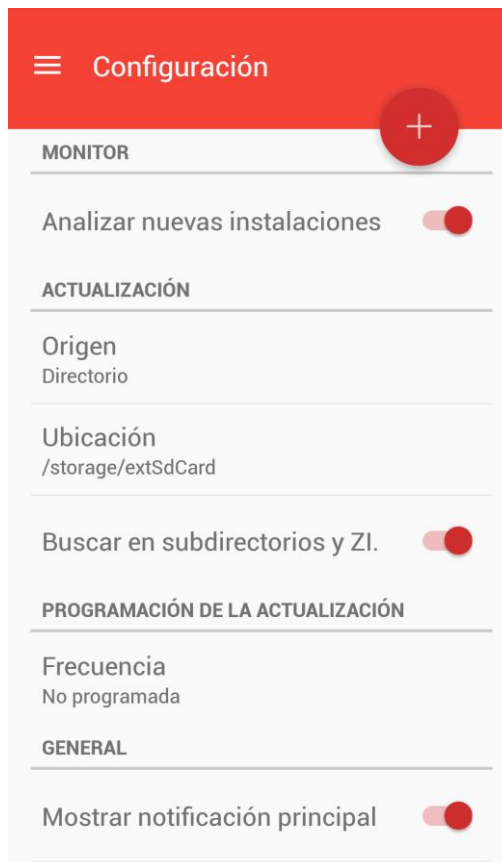 Configuración
MONITOR
Analizar nuevas instalaciones
ACTUALIZACIÓN
Origen
Directorio
Ubicación
/storage/extSdCard
Buscar en subdirectorios y ZI.
PROGRAMACIÓN DE LA ACTUALIZACIÓN
Frecuencia
No programada
GENERAL
Mostrar notificación principal